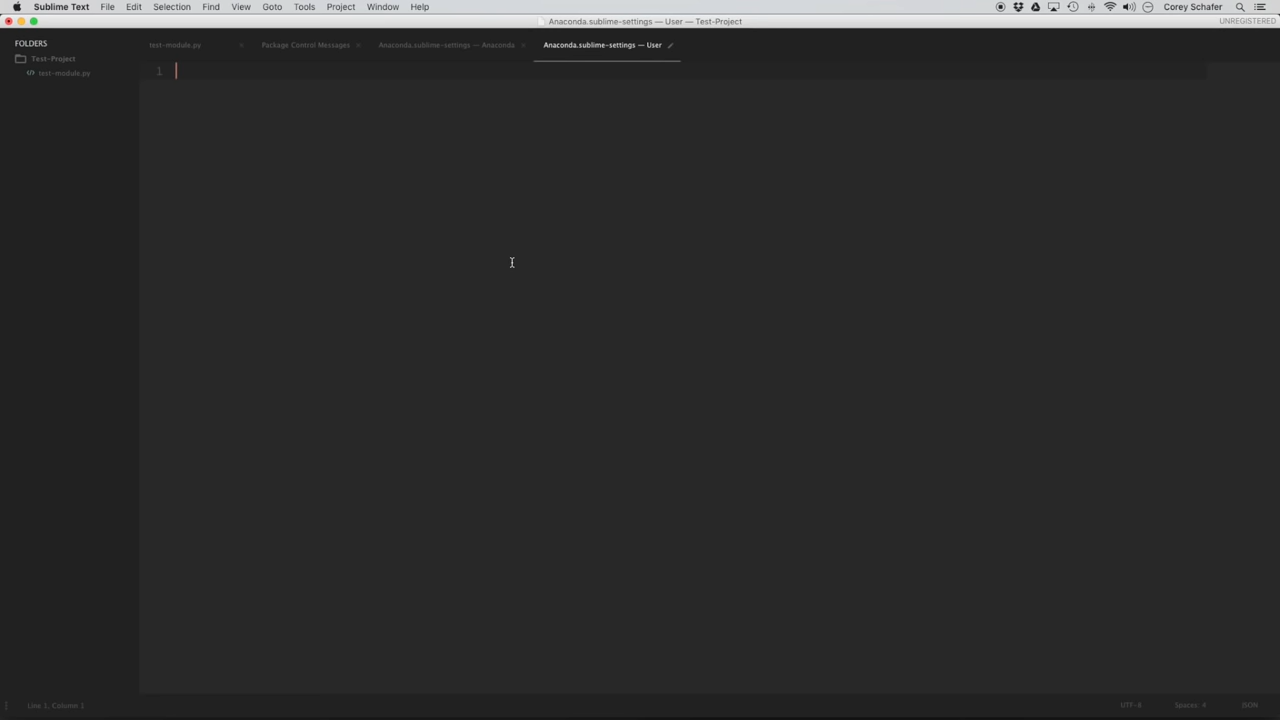 Sublime Text File Edit Selection Find View Goto Tools Project Window Help Corey Schafer
Anaconda.sublime-settings — User — Test-Project UNREGISTERED
FOLDERS
Test-Project
test-module.py
test-module.py Package Control Messages Anaconda.sublime-settings — Anaconda Anaconda.sublime-settings — User
1
Line 1, Column 1 UTF-8 Spaces: 4 JSON